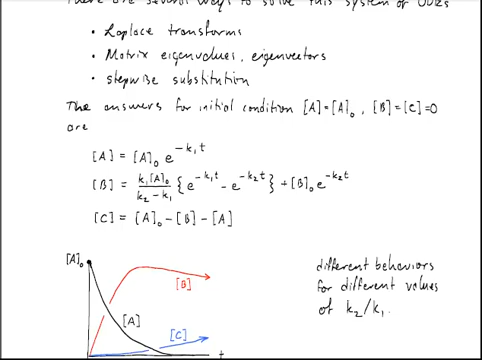 There are several ways to solve this system of ODEs
• Laplace transforms
• Matrix eigenvalues, eigenvectors
• stepwise substitution
The answers for initial condition [A]=[A]₀, [B]=[C]=0
are
[A] = [A]₀ e^{-k₁t}
[B] = k₁[A]₀/(k₂-k₁) { e^{-k₁t} - e^{-k₂t} } + [B]₀ e^{-k₂t}
[C] = [A]₀ - [B] - [A]
[A]₀
[B]
[A]
[C]
t
different behaviors
for different values
of k₂/k₁.